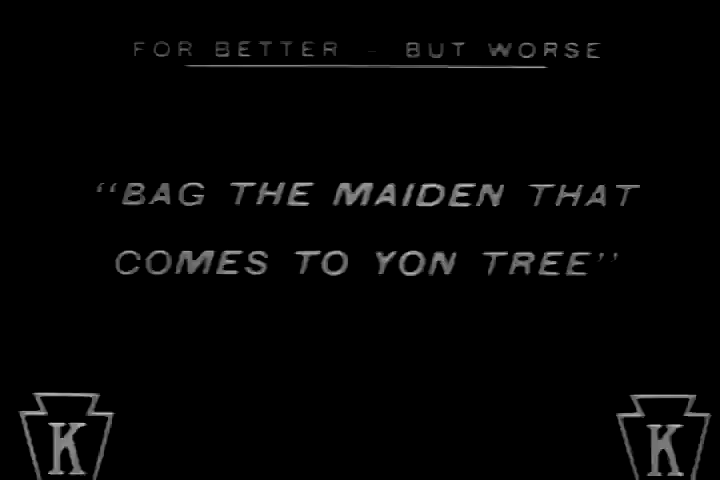 FOR BETTER - BUT WORSE
"BAG THE MAIDEN THAT
COMES TO YON TREE"
K K